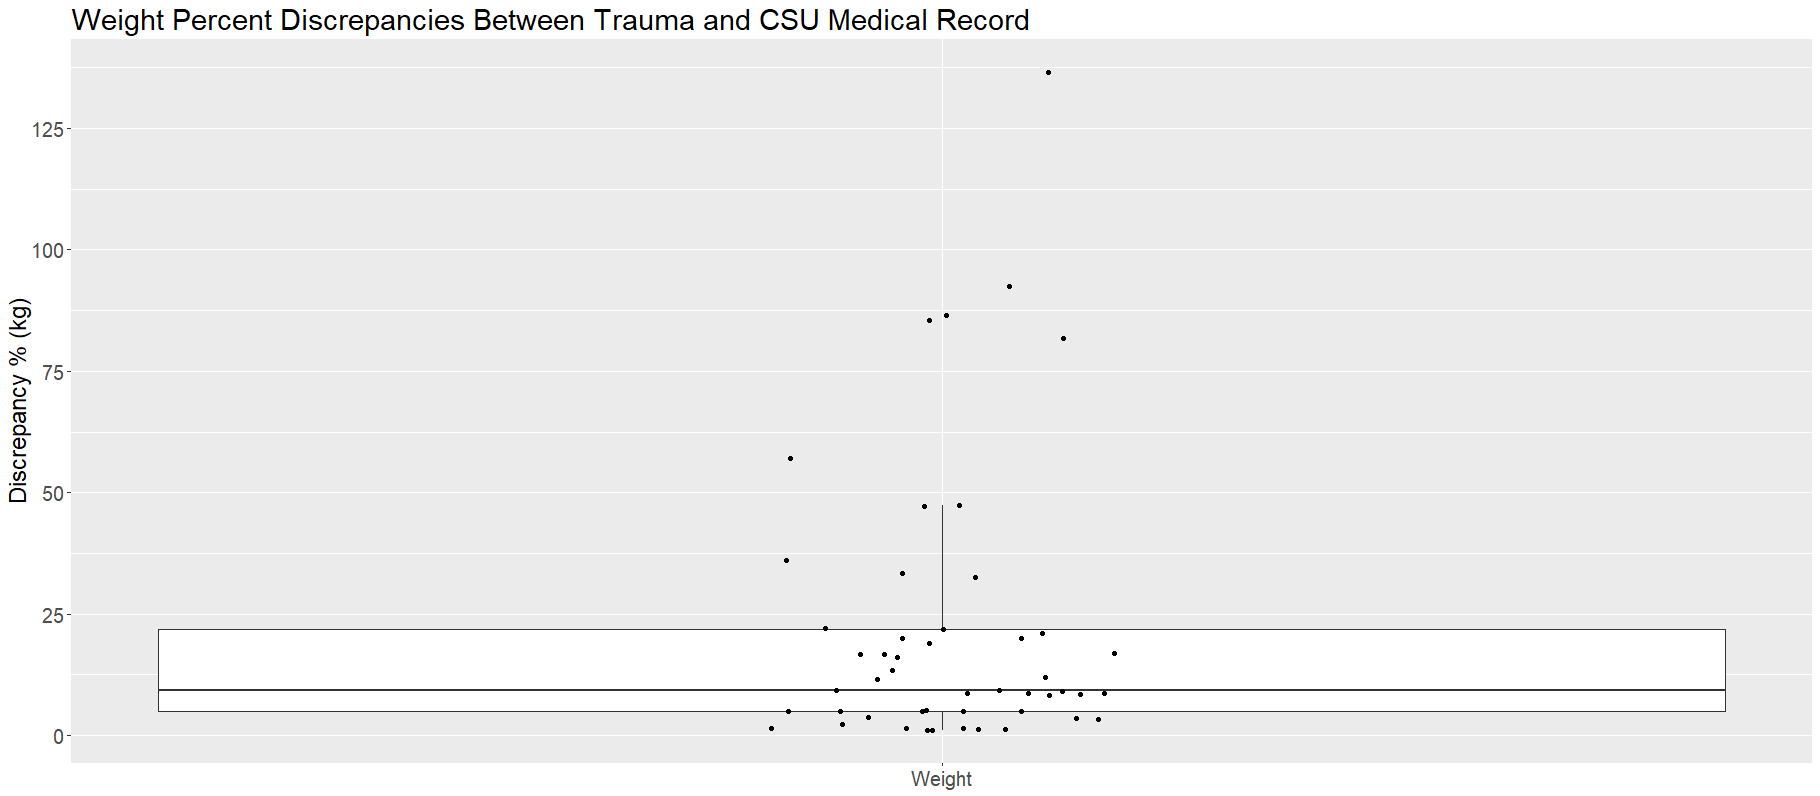 Weight Percent Discrepancies Between Trauma and CSU Medical Record
Discrepancy % (kg)
125
100
75
50
25
0
Weight